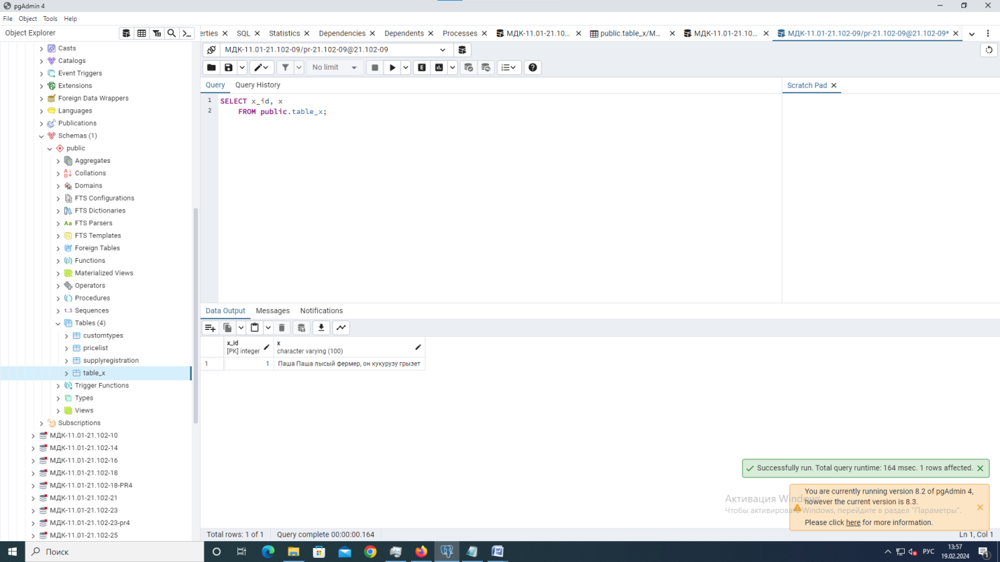 pgAdmin 4
File Object Tools Help
Object Explorer
erties SQL Statistics Dependencies Dependents Processes МДК-11.01-21.10... public.table_x/М... МДК-11.01-21.10... МДК-11.01-21.102-09/pr-21.102-09@21.102-09*
МДК-11.01-21.102-09/pr-21.102-09@21.102-09
No limit
Query Query History
Scratch Pad
1 SELECT x_id, x
2 FROM public.table_x;
Casts
Catalogs
Event Triggers
Extensions
Foreign Data Wrappers
Languages
Publications
Schemas (1)
public
Aggregates
Collations
Domains
FTS Configurations
FTS Dictionaries
FTS Parsers
FTS Templates
Foreign Tables
Functions
Materialized Views
Operators
Procedures
Sequences
Tables (4)
customtypes
pricelist
supplyregistration
table_x
Trigger Functions
Types
Views
Subscriptions
МДК-11.01-21.102-10
МДК-11.01-21.102-14
МДК-11.01-21.102-16
МДК-11.01-21.102-18
МДК-11.01-21.102-18-PR4
МДК-11.01-21.102-21
МДК-11.01-21.102-23
МДК-11.01-21.102-23-pr4
МДК-11.01-21.102-25
Data Output Messages Notifications
x_id x
[PK] integer character varying (100)
1 1 Паша Паша лысый фермер, он кукурузу грызет
Successfully run. Total query runtime: 164 msec. 1 rows affected.
You are currently running version 8.2 of pgAdmin 4,
however the current version is 8.3.
Please click here for more information.
Активация Windows
Чтобы активировать Windows, перейдите в раздел "Параметры".
Total rows: 1 of 1 Query complete 00:00:00.164 Ln 1, Col 1
Поиск
РУС
13:57
19.02.2024
1